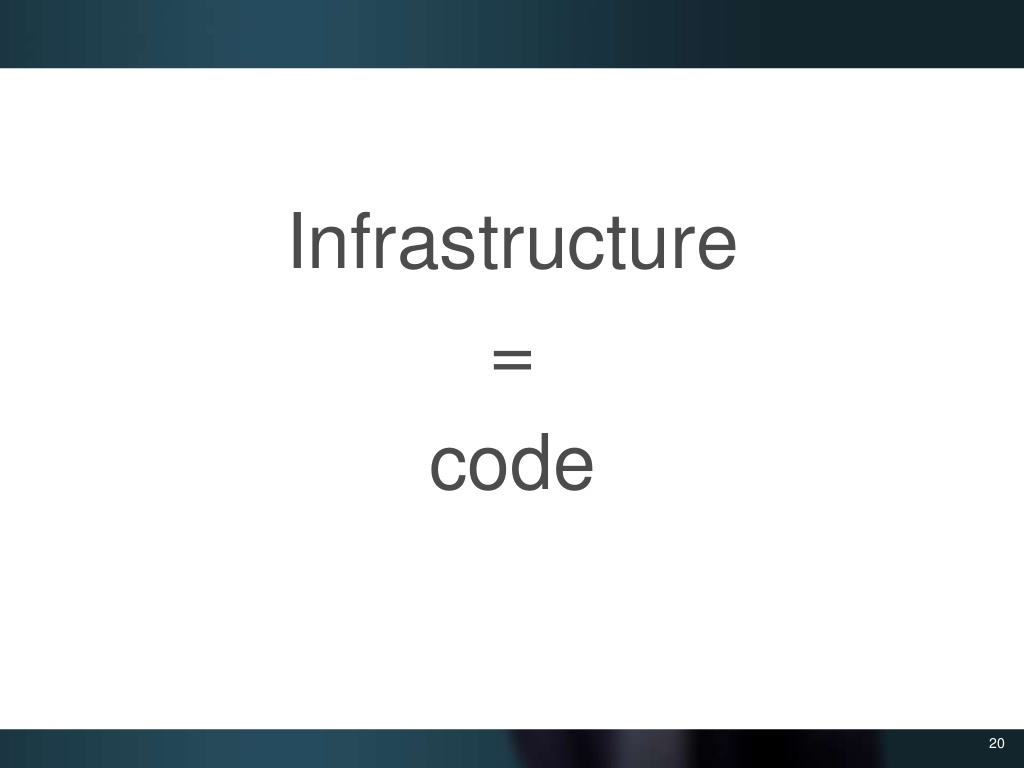 Infrastructure
=
code
20